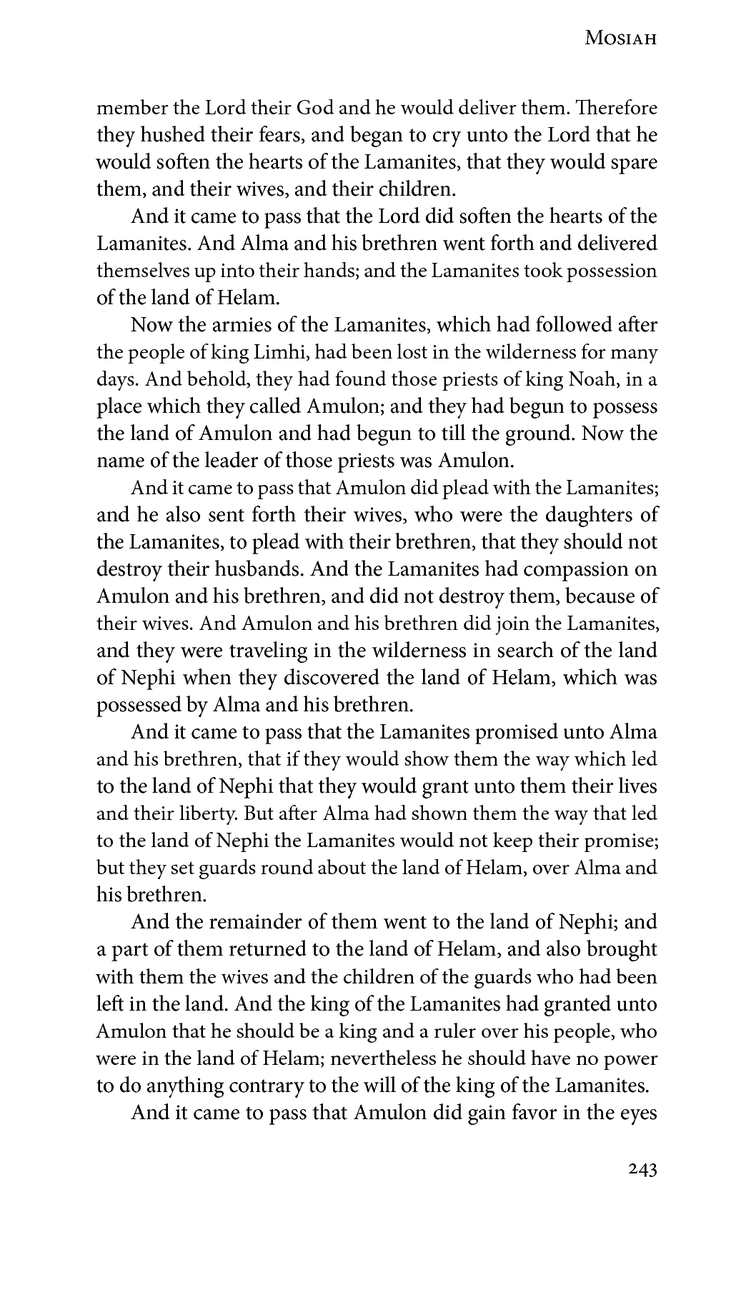 Mosiah
member the Lord their God and he would deliver them. Therefore
they hushed their fears, and began to cry unto the Lord that he
would soften the hearts of the Lamanites, that they would spare
them, and their wives, and their children.
And it came to pass that the Lord did soften the hearts of the
Lamanites. And Alma and his brethren went forth and delivered
themselves up into their hands; and the Lamanites took possession
of the land of Helam.
Now the armies of the Lamanites, which had followed after
the people of king Limhi, had been lost in the wilderness for many
days. And behold, they had found those priests of king Noah, in a
place which they called Amulon; and they had begun to possess
the land of Amulon and had begun to till the ground. Now the
name of the leader of those priests was Amulon.
And it came to pass that Amulon did plead with the Lamanites;
and he also sent forth their wives, who were the daughters of
the Lamanites, to plead with their brethren, that they should not
destroy their husbands. And the Lamanites had compassion on
Amulon and his brethren, and did not destroy them, because of
their wives. And Amulon and his brethren did join the Lamanites,
and they were traveling in the wilderness in search of the land
of Nephi when they discovered the land of Helam, which was
possessed by Alma and his brethren.
And it came to pass that the Lamanites promised unto Alma
and his brethren, that if they would show them the way which led
to the land of Nephi that they would grant unto them their lives
and their liberty. But after Alma had shown them the way that led
to the land of Nephi the Lamanites would not keep their promise;
but they set guards round about the land of Helam, over Alma and
his brethren.
And the remainder of them went to the land of Nephi; and
a part of them returned to the land of Helam, and also brought
with them the wives and the children of the guards who had been
left in the land. And the king of the Lamanites had granted unto
Amulon that he should be a king and a ruler over his people, who
were in the land of Helam; nevertheless he should have no power
to do anything contrary to the will of the king of the Lamanites.
And it came to pass that Amulon did gain favor in the eyes
243